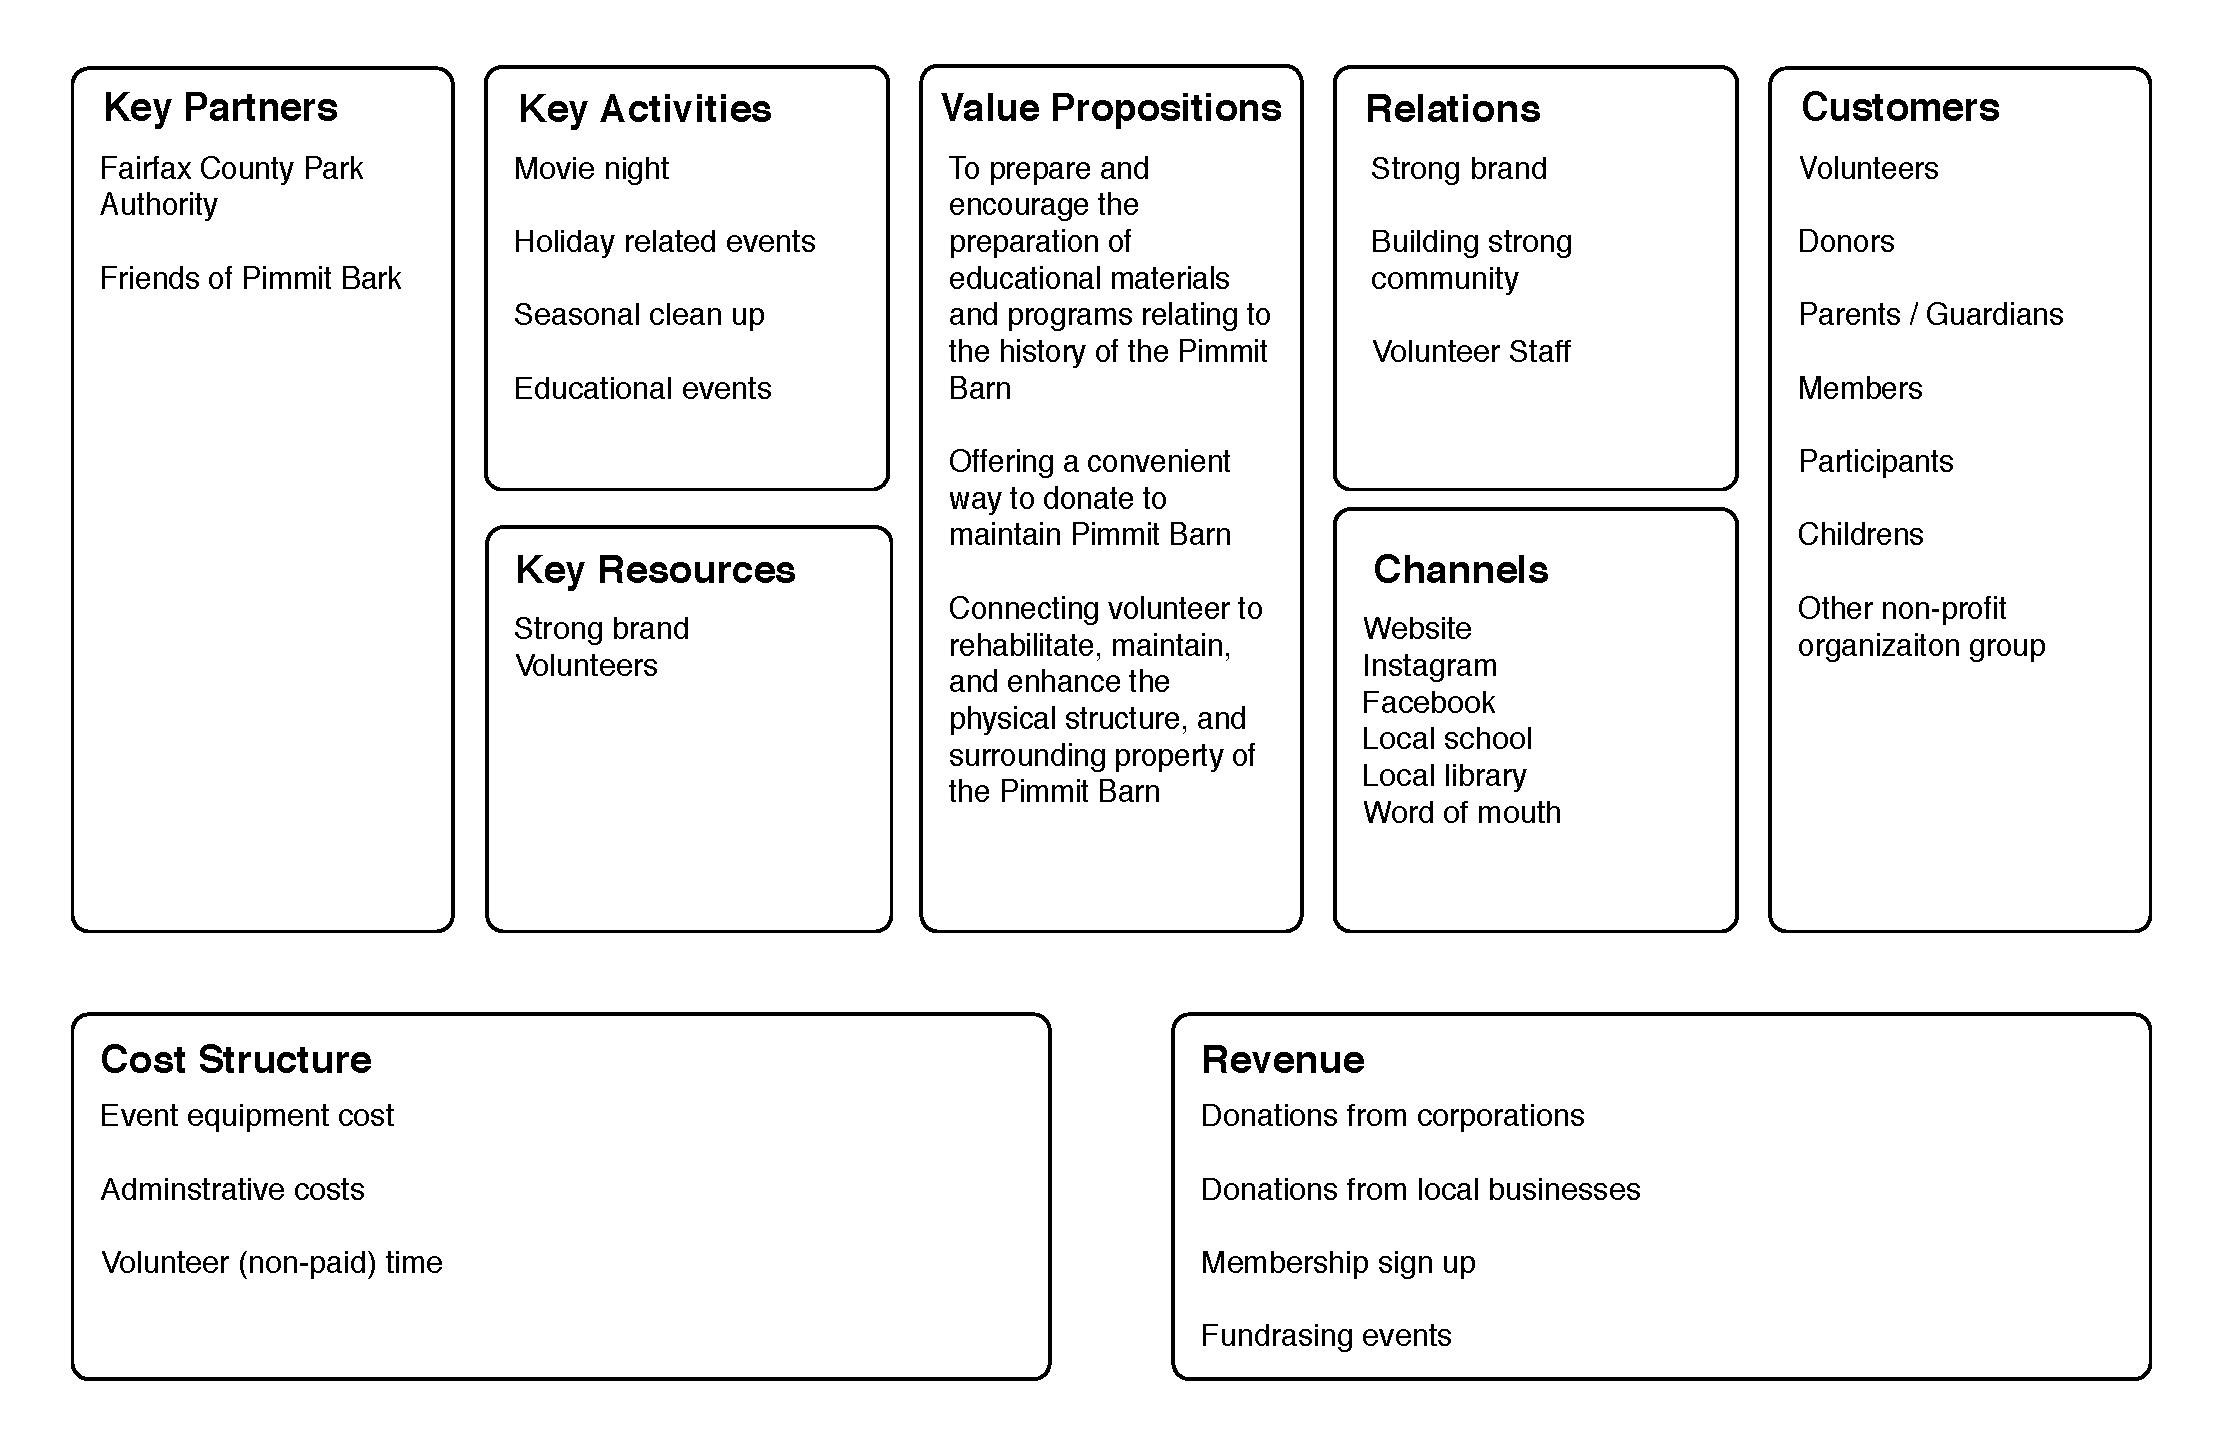 Key Partners
Fairfax County Park
Authority
Friends of Pimmit Bark
Key Activities
Movie night
Holiday related events
Seasonal clean up
Educational events
Key Resources
Strong brand
Volunteers
Value Propositions
To prepare and
encourage the
preparation of
educational materials
and programs relating to
the history of the Pimmit
Barn
Offering a convenient
way to donate to
maintain Pimmit Barn
Connecting volunteer to
rehabilitate, maintain,
and enhance the
physical structure, and
surrounding property of
the Pimmit Barn
Relations
Strong brand
Building strong
community
Volunteer Staff
Channels
Website
Instagram
Facebook
Local school
Local library
Word of mouth
Customers
Volunteers
Donors
Parents / Guardians
Members
Participants
Childrens
Other non-profit
organizaiton group
Cost Structure
Event equipment cost
Adminstrative costs
Volunteer (non-paid) time
Revenue
Donations from corporations
Donations from local businesses
Membership sign up
Fundrasing events